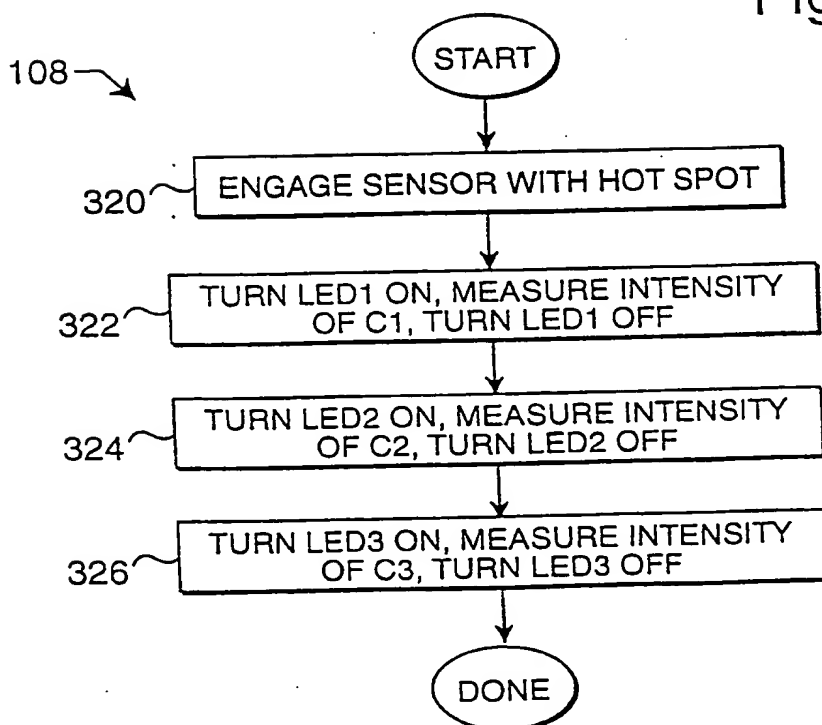 Fig
START
108
ENGAGE SENSOR WITH HOT SPOT
320
TURN LED1 ON, MEASURE INTENSITY
OF C1, TURN LED1 OFF
322
TURN LED2 ON, MEASURE INTENSITY
OF C2, TURN LED2 OFF
324
TURN LED3 ON, MEASURE INTENSITY
OF C3, TURN LED3 OFF
326
DONE